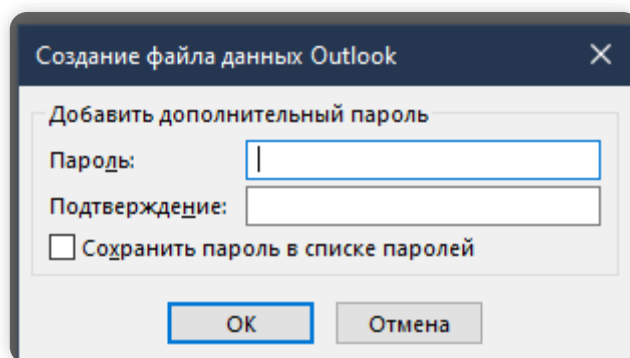 Создание файла данных Outlook
Добавить дополнительный пароль
Пароль:
Подтверждение:
Сохранить пароль в списке паролей
ОК
Отмена